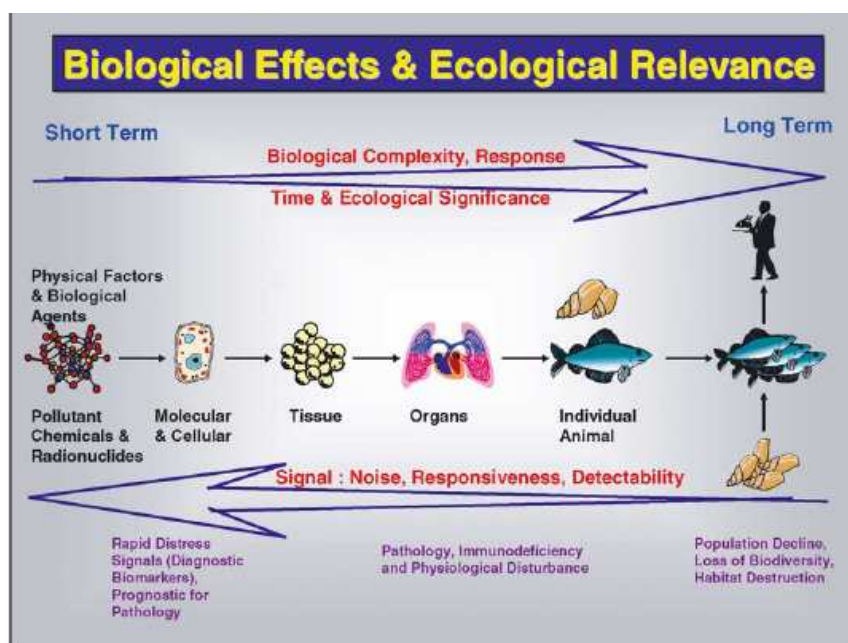 Biological Effects & Ecological Relevance
Short Term
Long Term
Biological Complexity, Response
Time & Ecological Significance
Physical Factors
& Biological
Agents
Pollutant
Chemicals &
Radionuclides
Molecular
& Cellular
Tissue
Organs
Individual
Animal
Signal : Noise, Responsiveness, Detectability
Rapid Distress
Signals (Diagnostic
Biomarkers),
Prognostic for
Pathology
Pathology, Immunodeficiency
and Physiological Disturbance
Population Decline,
Loss of Biodiversity,
Habitat Destruction